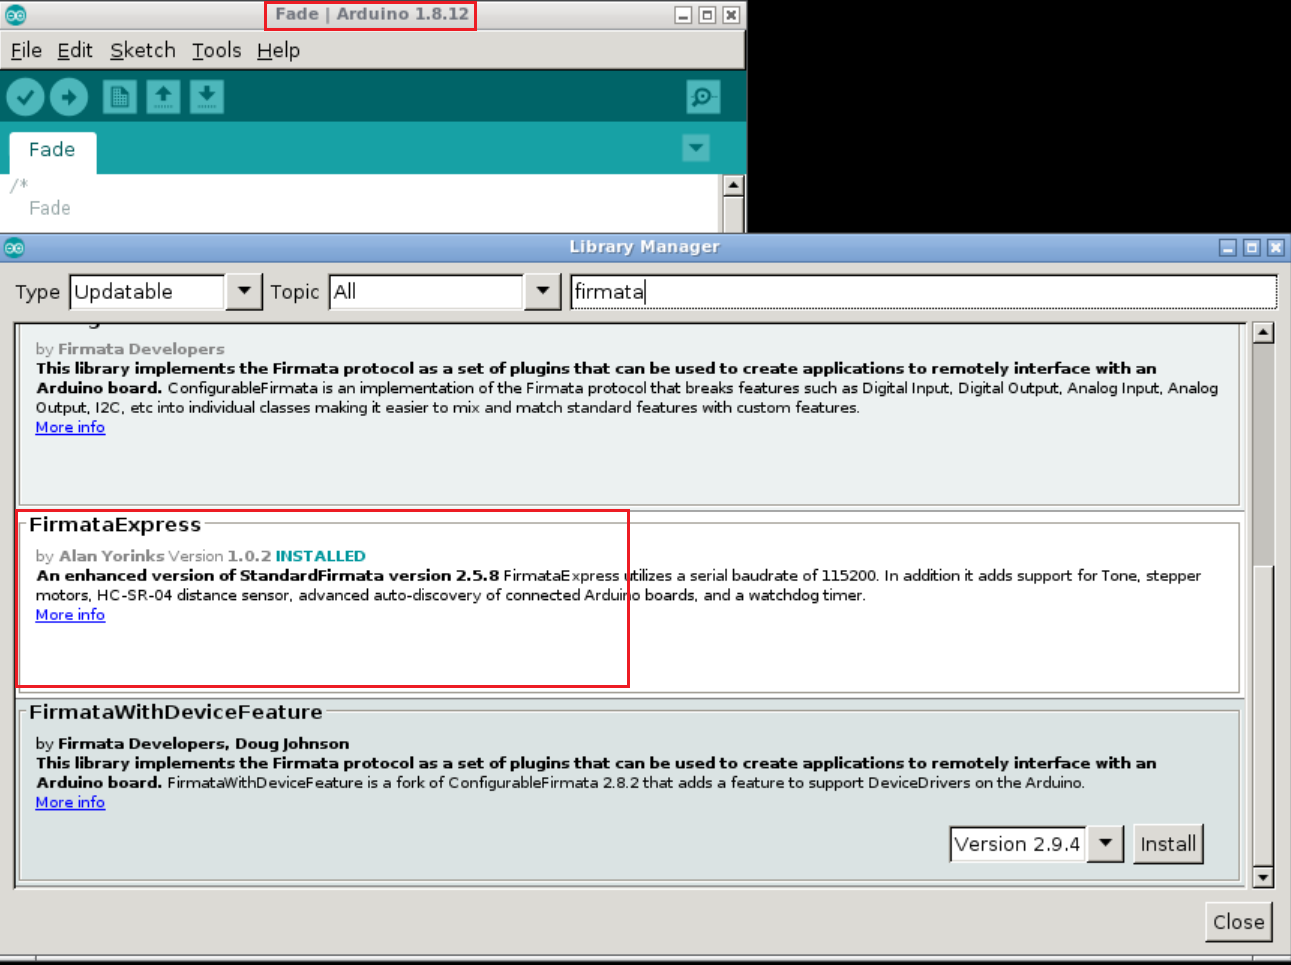 Fade | Arduino 1.8.12
File Edit Sketch Tools Help
Fade
/*
Fade
Library Manager
Type Updatable Topic All firmata
by Firmata Developers
This library implements the Firmata protocol as a set of plugins that can be used to create applications to remotely interface with an
Arduino board. ConfigurableFirmata is an implementation of the Firmata protocol that breaks features such as Digital Input, Digital Output, Analog Input, Analog
Output, I2C, etc into individual classes making it easier to mix and match standard features with custom features.
More info
FirmataExpress
by Alan Yorinks Version 1.0.2 INSTALLED
An enhanced version of StandardFirmata version 2.5.8 FirmataExpress utilizes a serial baudrate of 115200. In addition it adds support for Tone, stepper
motors, HC-SR-04 distance sensor, advanced auto-discovery of connected Arduino boards, and a watchdog timer.
More info
FirmataWithDeviceFeature
by Firmata Developers, Doug Johnson
This library implements the Firmata protocol as a set of plugins that can be used to create applications to remotely interface with an
Arduino board. FirmataWithDeviceFeature is a fork of ConfigurableFirmata 2.8.2 that adds a feature to support DeviceDrivers on the Arduino.
More info
Version 2.9.4 Install
Close